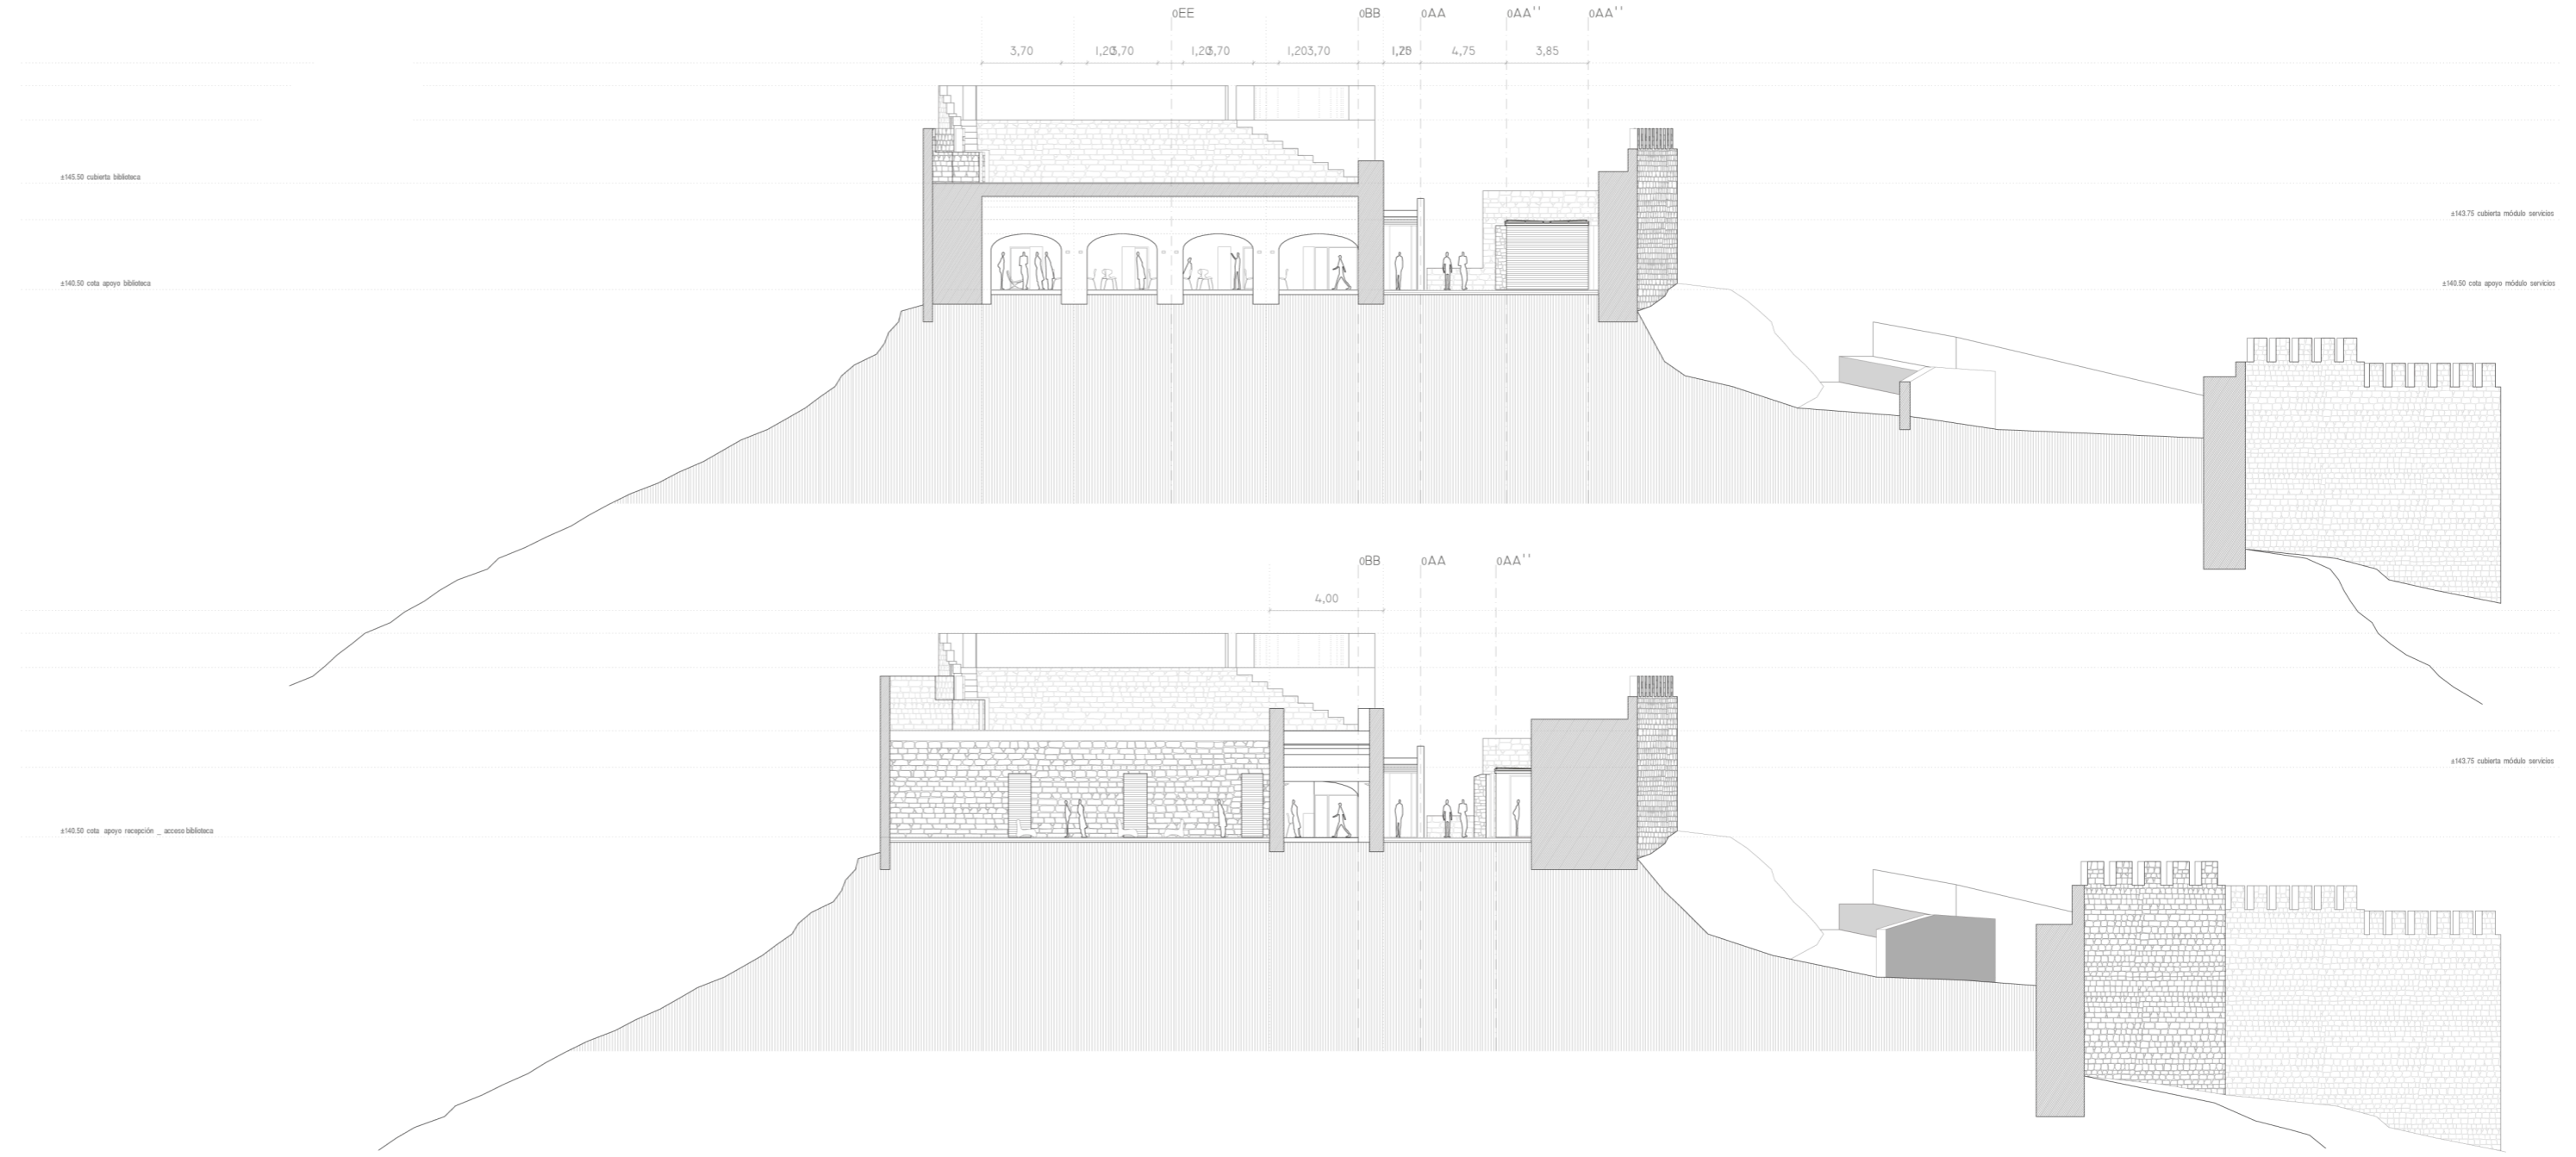 0EE 0BB 0AA 0AA'' 0AA''
3,70 1,20 3,70 1,20 3,70 1,20 3,70 4,75 3,85
±145.50 cubierta biblioteca
±143.75 cubierta módulo servicios
±140.50 cota apoyo biblioteca
±140.50 cota apoyo módulo servicios
0BB 0AA 0AA''
4,00
±143.75 cubierta módulo servicios
±140.50 cota apoyo recepción _ acceso biblioteca